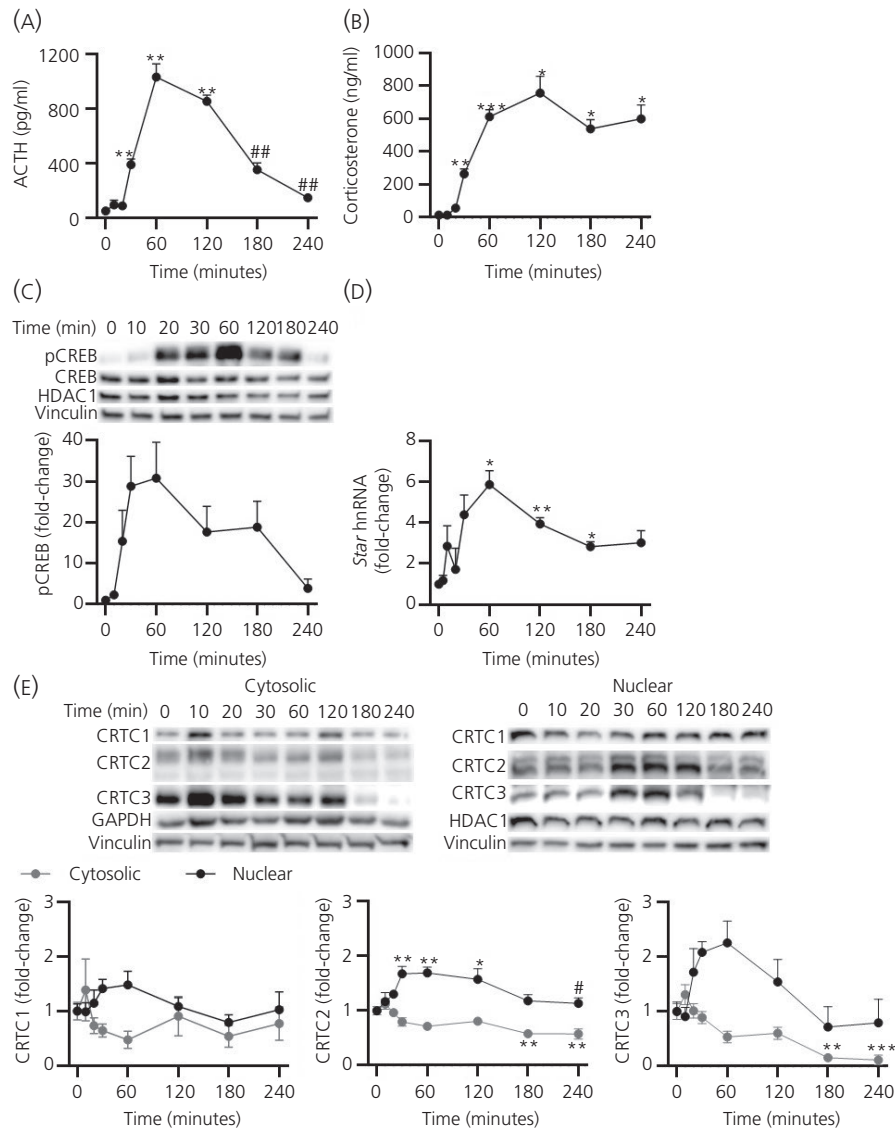 (A)
ACTH (pg/ml)
1200
800
400
0
**
**
**
##
##
0 60 120 180 240
Time (minutes)
(B)
Corticosterone (ng/ml)
1000
800
600
400
200
0
**
***
*
*
*
0 60 120 180 240
Time (minutes)
(C)
Time (min) 0 10 20 30 60 120 180 240
pCREB
CREB
HDAC1
Vinculin
pCREB (fold-change)
40
30
20
10
0
0 60 120 180 240
Time (minutes)
(D)
Star hnRNA
(fold-change)
8
6
4
2
0
*
**
*
0 60 120 180 240
Time (minutes)
(E)
Cytosolic
Time (min) 0 10 20 30 60 120 180 240
CRTC1
CRTC2
CRTC3
GAPDH
Vinculin
Nuclear
0 10 20 30 60 120 180 240
CRTC1
CRTC2
CRTC3
HDAC1
Vinculin
Cytosolic Nuclear
CRTC1 (fold-change)
3
2
1
0
0 60 120 180 240
Time (minutes)
CRTC2 (fold-change)
3
2
1
0
** ** *
#
** **
0 60 120 180 240
Time (minutes)
CRTC3 (fold-change)
3
2
1
0
** ***
0 60 120 180 240
Time (minutes)